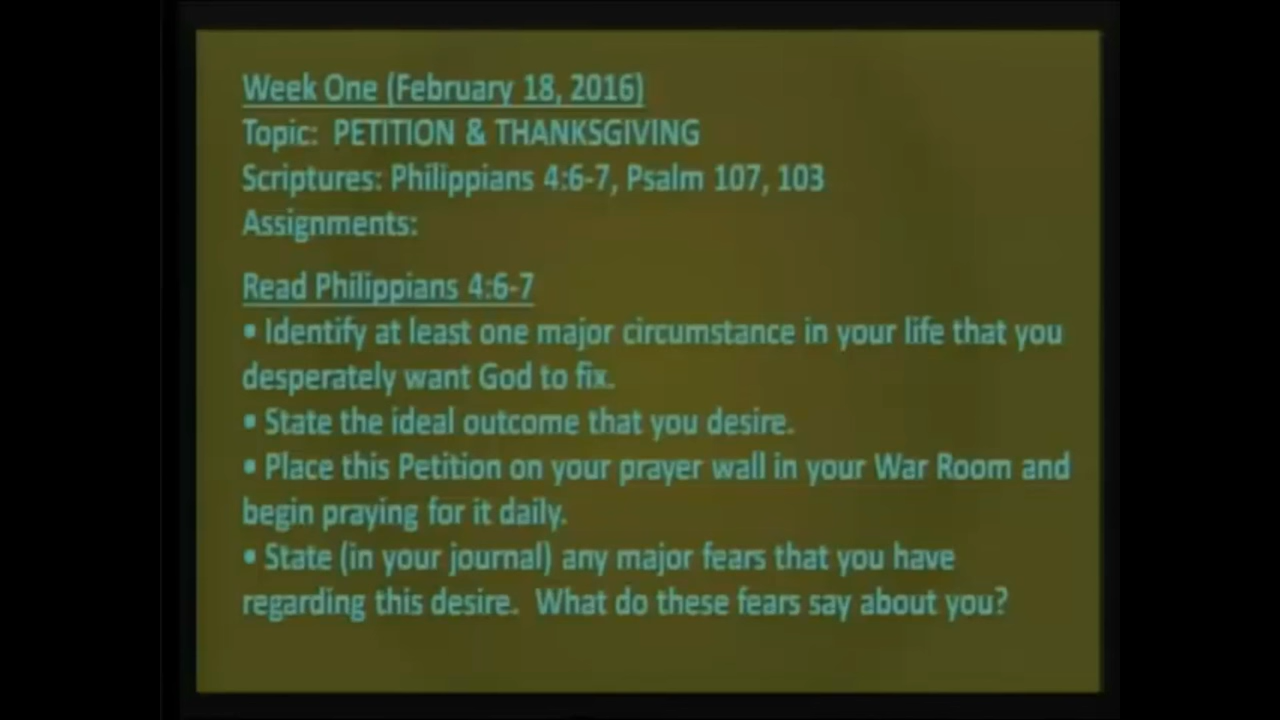 Week One (February 18, 2016)
Topic:  PETITION & THANKSGIVING
Scriptures: Philippians 4:6-7, Psalm 107, 103
Assignments:
Read Philippians 4:6-7
• Identify at least one major circumstance in your life that you
desperately want God to fix.
• State the ideal outcome that you desire.
• Place this Petition on your prayer wall in your War Room and
begin praying for it daily.
• State (in your journal) any major fears that you have
regarding this desire.  What do these fears say about you?